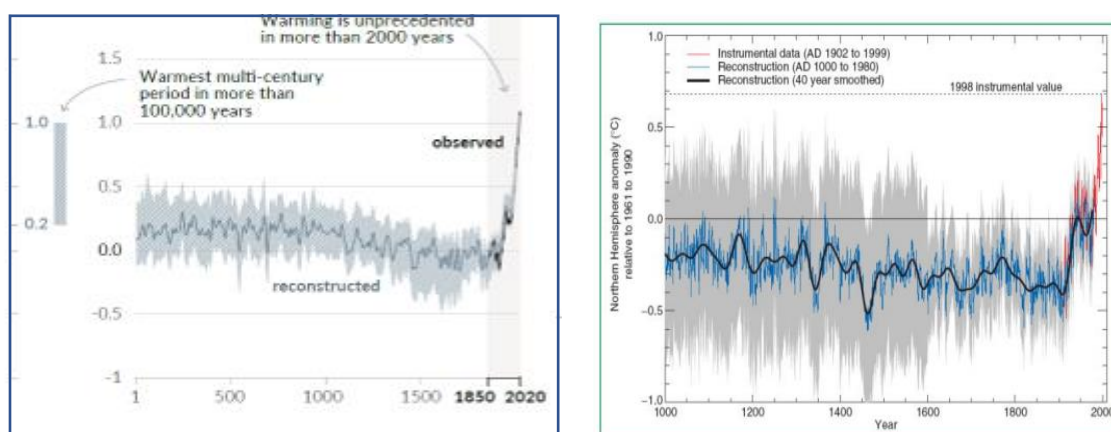 Warming is unprecedented
in more than 2000 years
1.5
Warmest multi-century
period in more than
100,000 years
1.0
1.0
observed
0.5
0.2
0.0
reconstructed
-0.5
-1
1
500
1000
1500
1850
2020
1.0
Instrumental data (AD 1902 to 1999)
Reconstruction (AD 1000 to 1980)
Reconstruction (40 year smoothed)
1998 instrumental value
0.5
Northern Hemisphere anomaly (°C)
relative to 1961 to 1990
0.0
−0.5
−1.0
1000
1200
1400
1600
1800
2000
Year